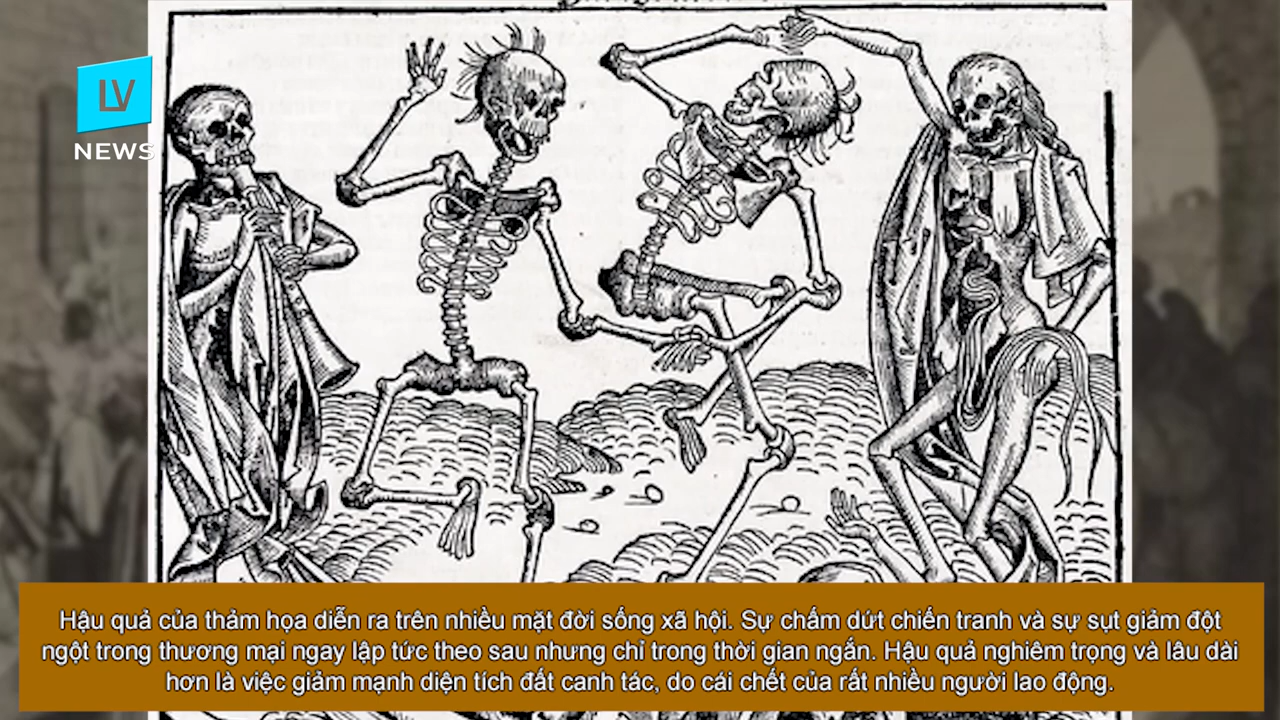 LV
NEWS
Hậu quả của thảm họa diễn ra trên nhiều mặt đời sống xã hội. Sự chấm dứt chiến tranh và sự sụt giảm đột
ngột trong thương mại ngay lập tức theo sau nhưng chỉ trong thời gian ngắn. Hậu quả nghiêm trọng và lâu dài
hơn là việc giảm mạnh diện tích đất canh tác, do cái chết của rất nhiều người lao động.